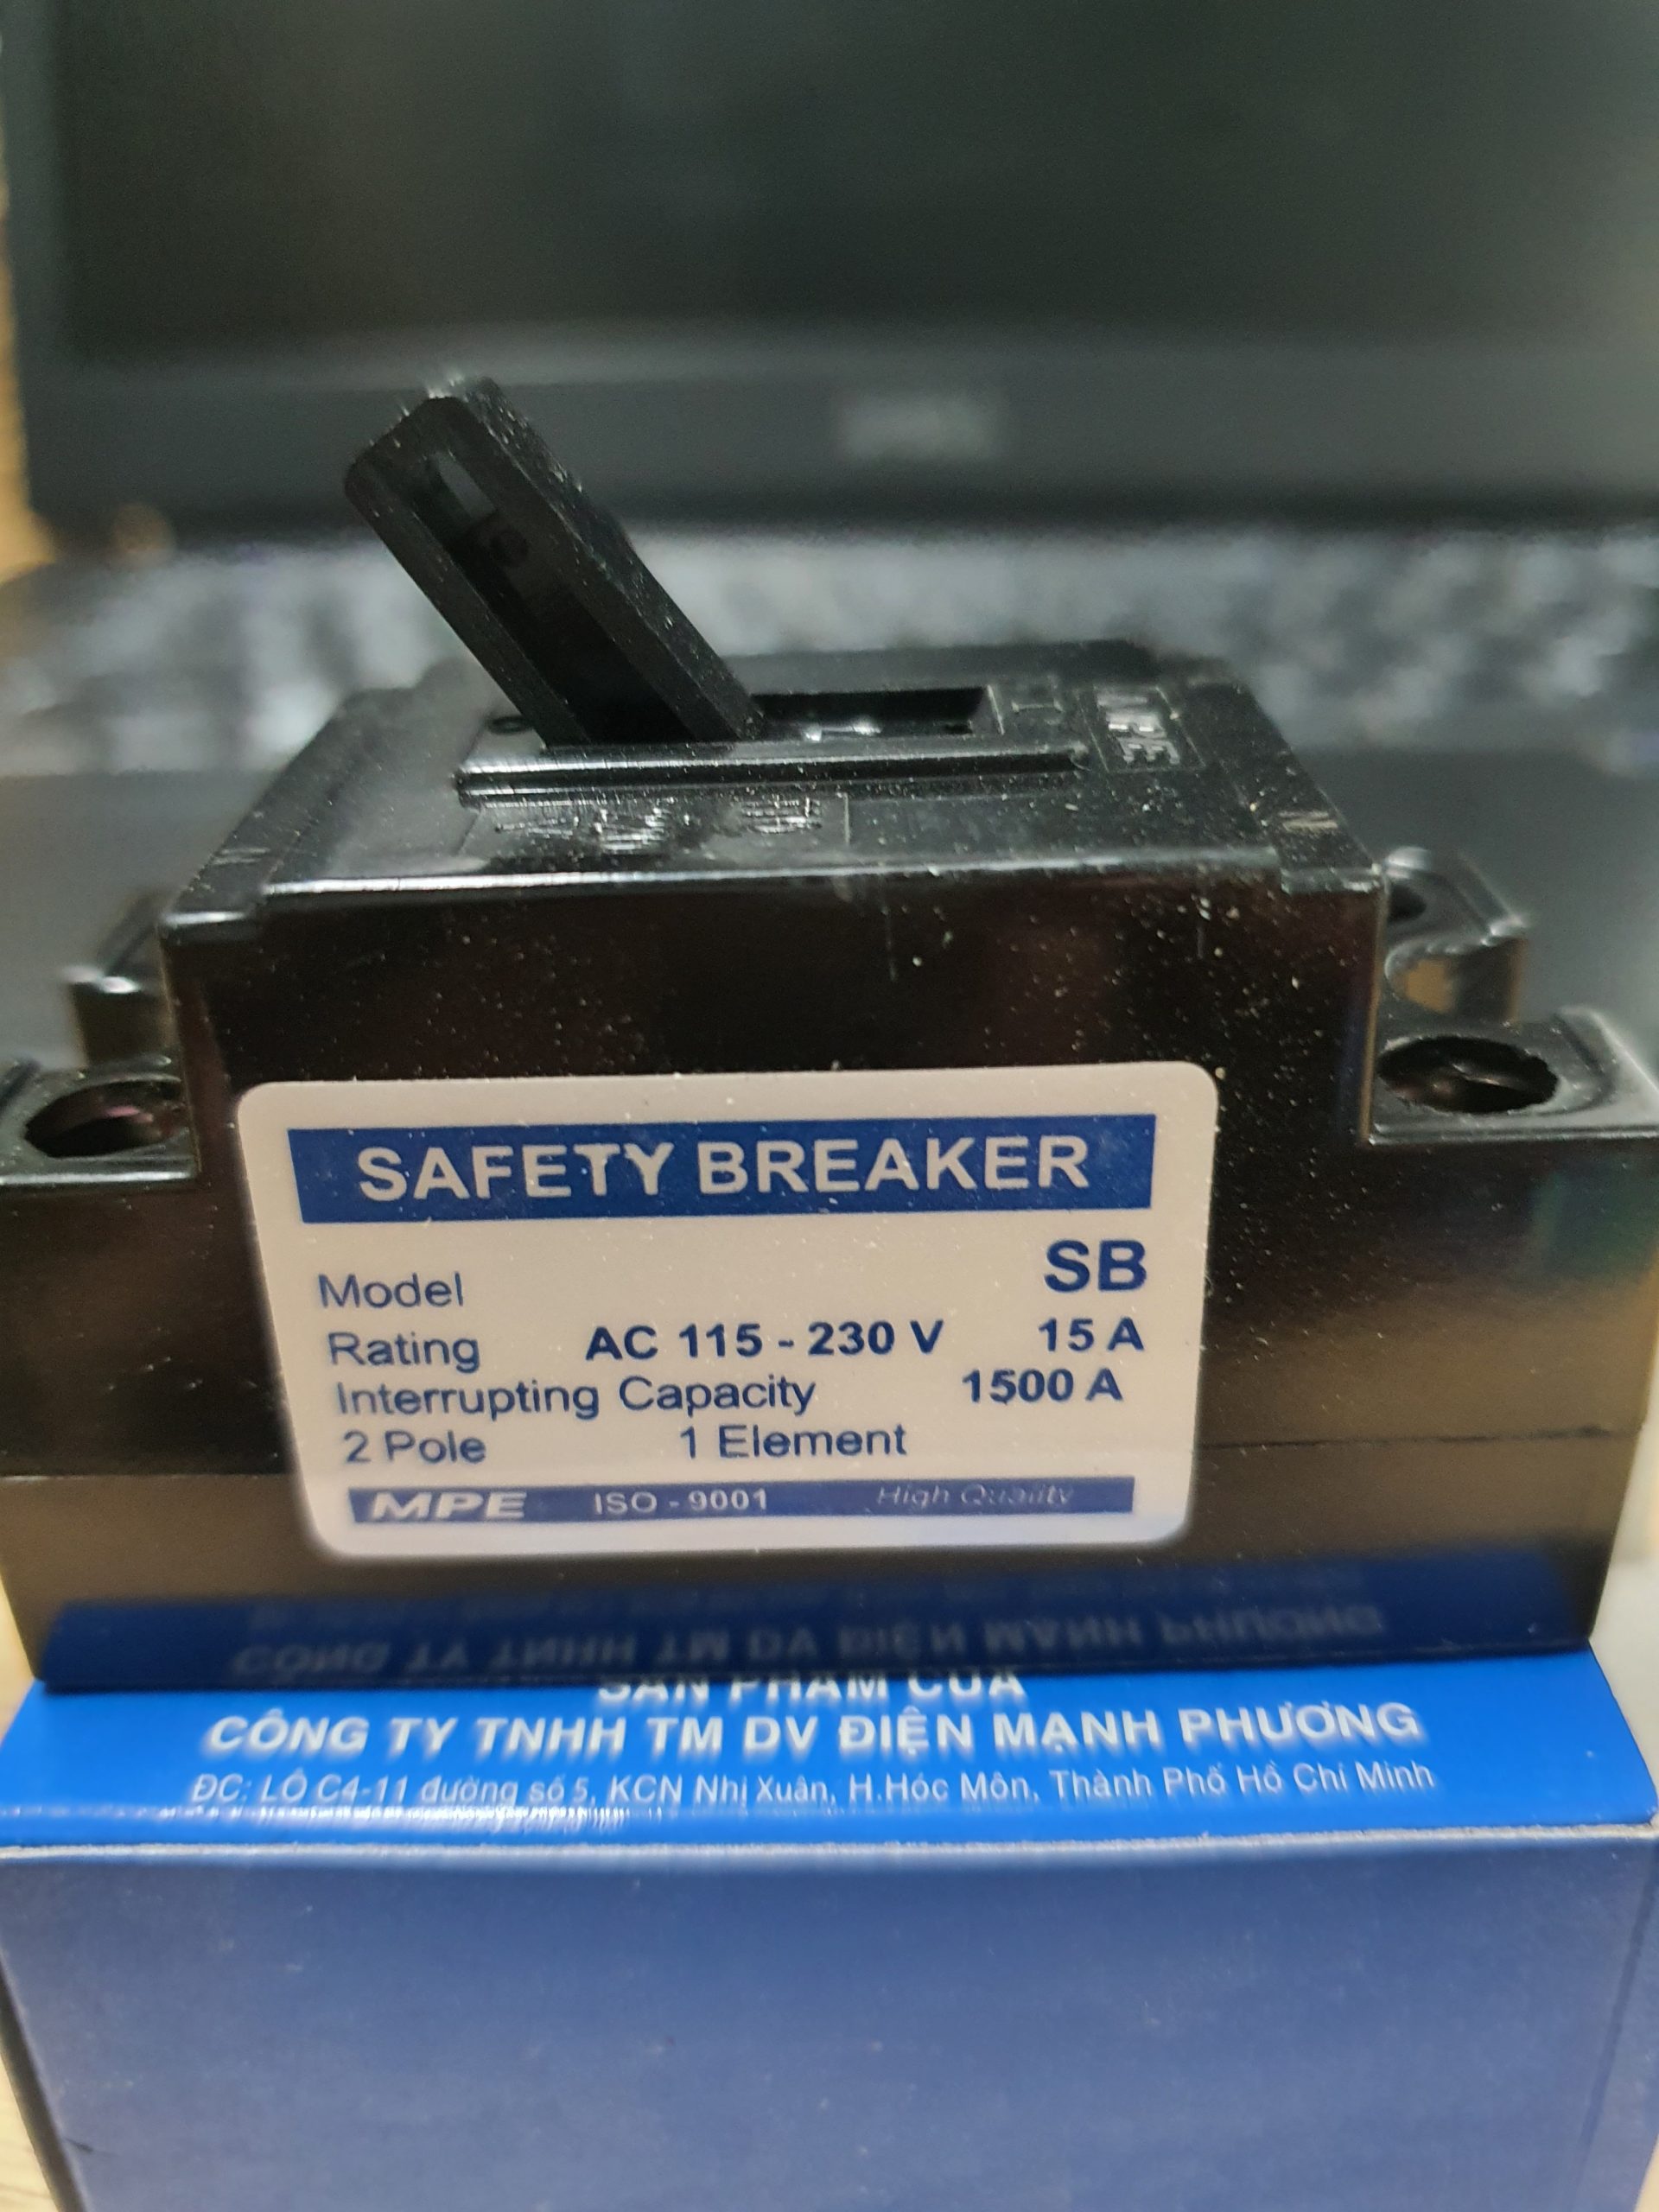 MPE
SAFETY BREAKER
Model SB
Rating AC 115 - 230 V 15 A
Interrupting Capacity 1500 A
2 Pole 1 Element
MPE ISO - 9001 High Quality
SẢN PHẨM CỦA
CÔNG TY TNHH TM DV ĐIỆN MẠNH PHƯƠNG
ĐC: LÔ C4-11 đường số 5, KCN Nhị Xuân, H.Hóc Môn, Thành Phố Hồ Chí Minh